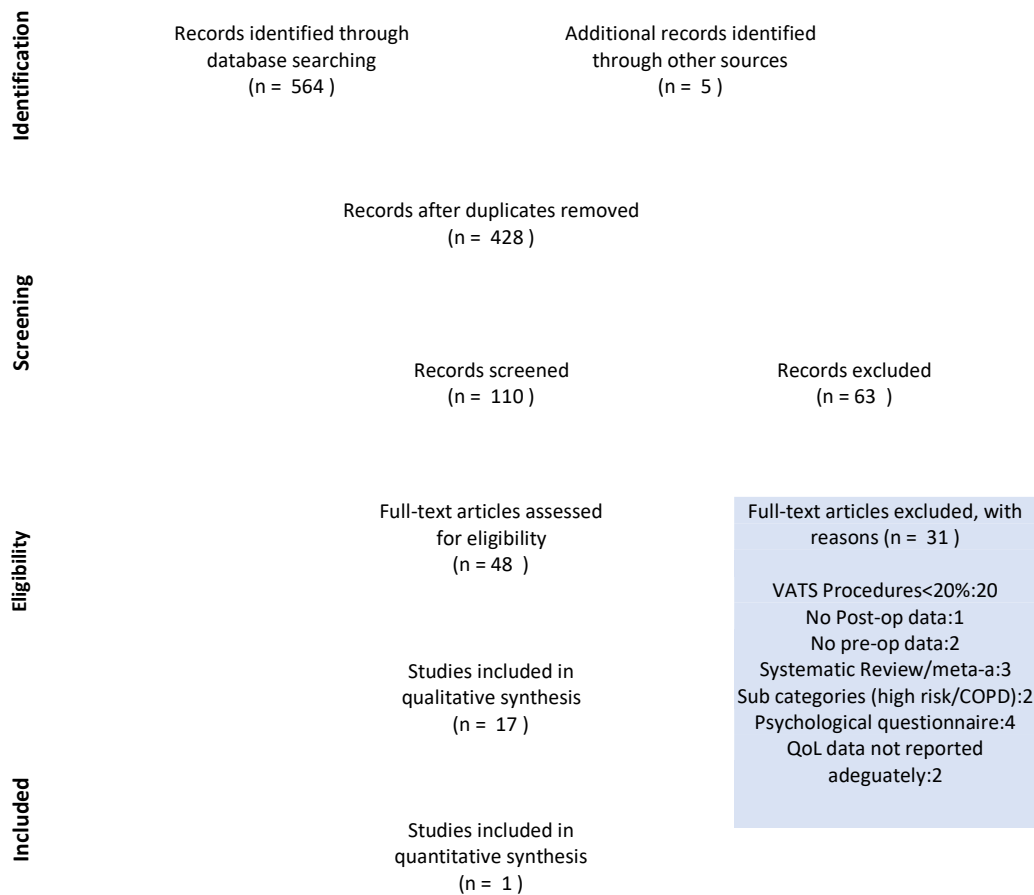 Identification
Records identified through
database searching
(n = 564 )
Additional records identified
through other sources
(n = 5 )
Records after duplicates removed
(n = 428 )
Screening
Records screened
(n = 110 )
Records excluded
(n = 63 )
Eligibility
Full-text articles assessed
for eligibility
(n = 48 )
Full-text articles excluded, with
reasons (n = 31 )
VATS Procedures<20%:20
No Post-op data:1
No pre-op data:2
Systematic Review/meta-a:3
Sub categories (high risk/COPD):2
Psychological questionnaire:4
QoL data not reported
adeguately:2
Studies included in
qualitative synthesis
(n = 17 )
Included
Studies included in
quantitative synthesis
(n = 1 )